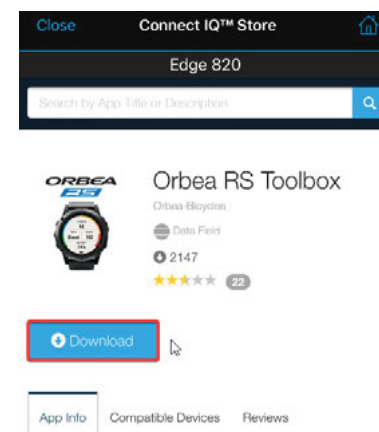 Close Connect IQ™ Store
Edge 820
Search by App Title or Description
ORBEA
RS
Orbea RS Toolbox
Orbea-Bicycles
Data Field
2147
22
Download
App Info Compatible Devices Reviews